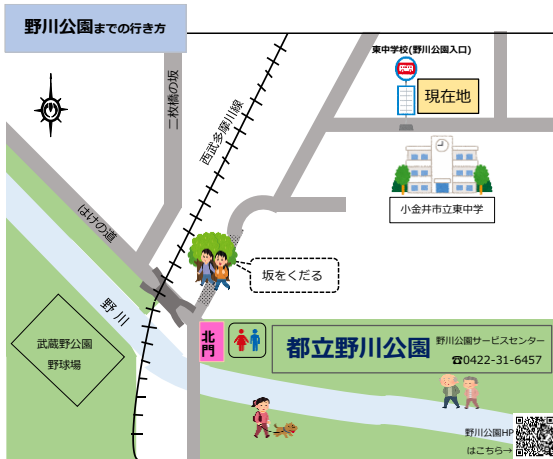 野川公園までの行き方
東中学校(野川公園入口)
現在地
二枚橋の坂
西武多摩川線
小金井市立東中学
はけの道
坂をくだる
野川
武蔵野公園
野球場
北門
都立野川公園
野川公園サービスセンター
☎0422-31-6457
野川公園HP
はこちら→